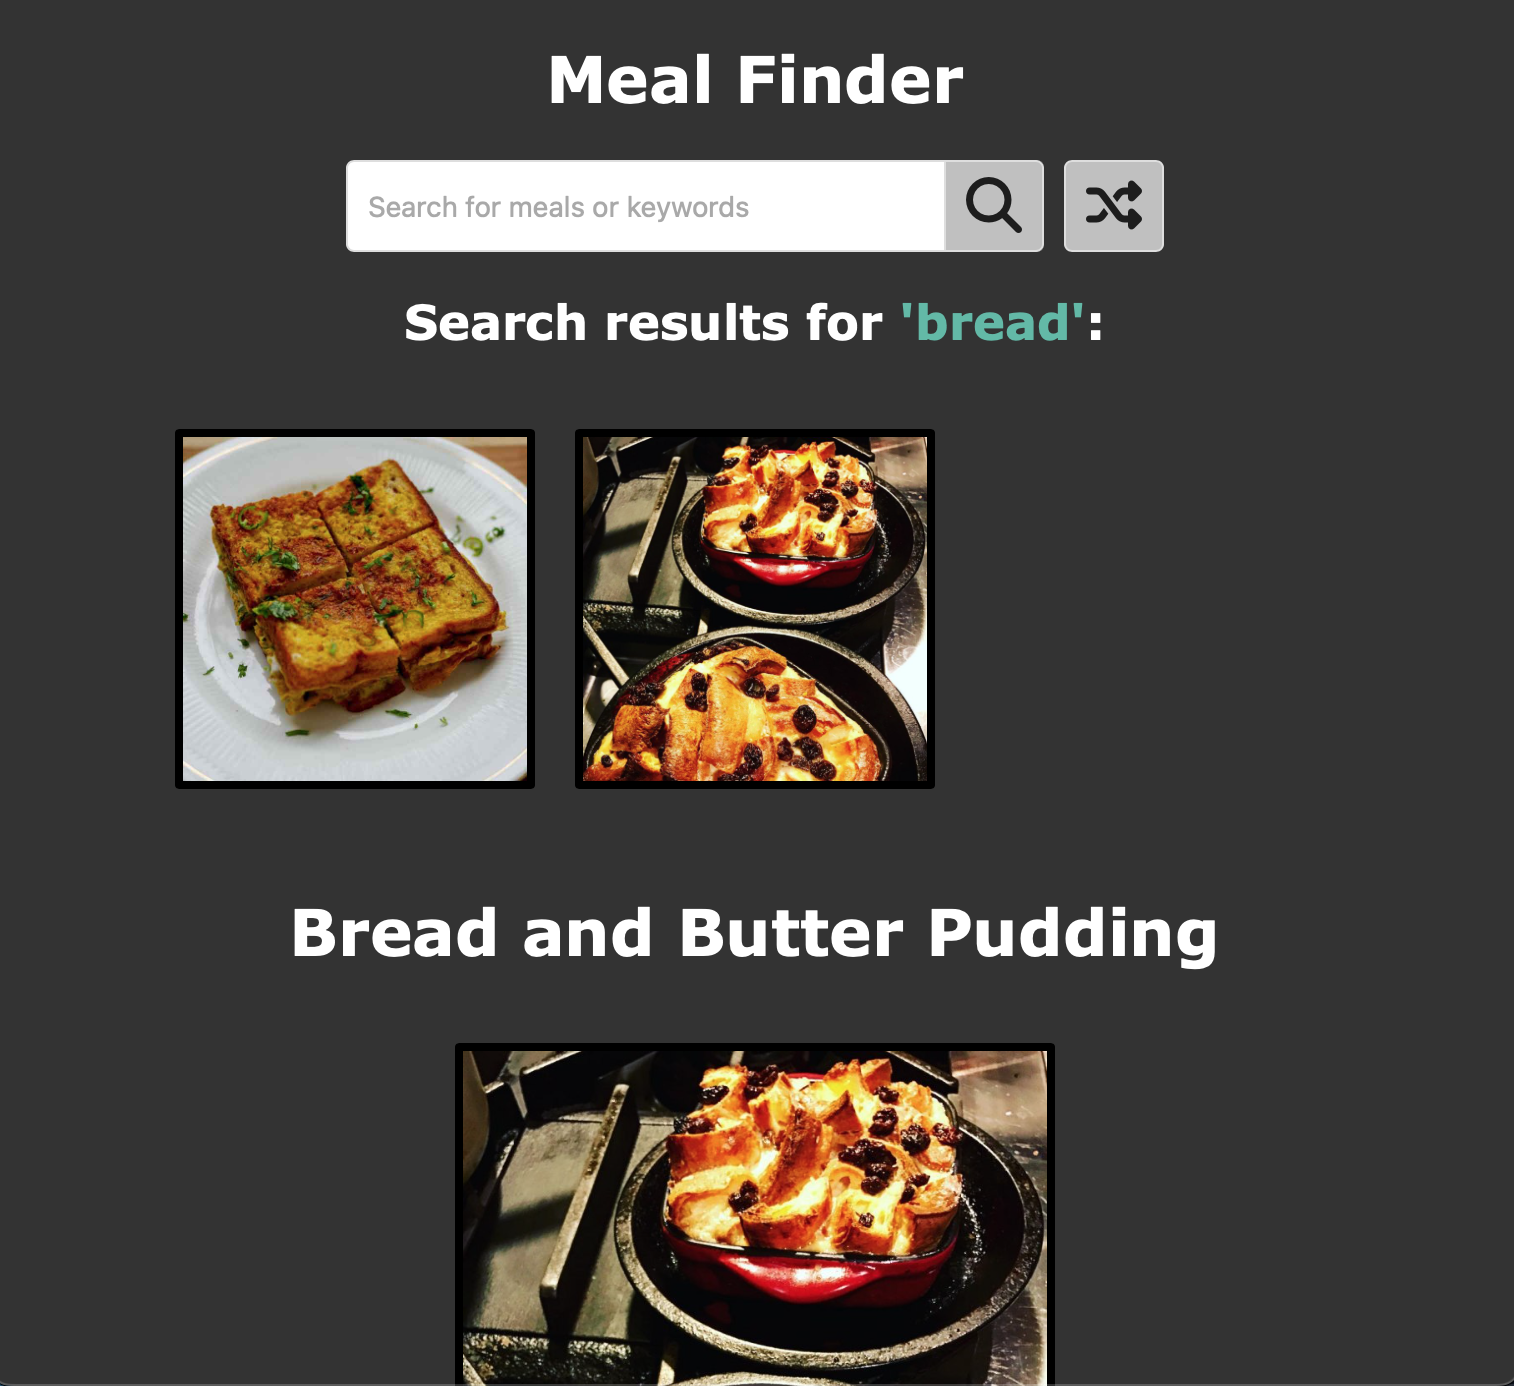 Meal Finder
Search for meals or keywords
Search results for 'bread':
Bread and Butter Pudding